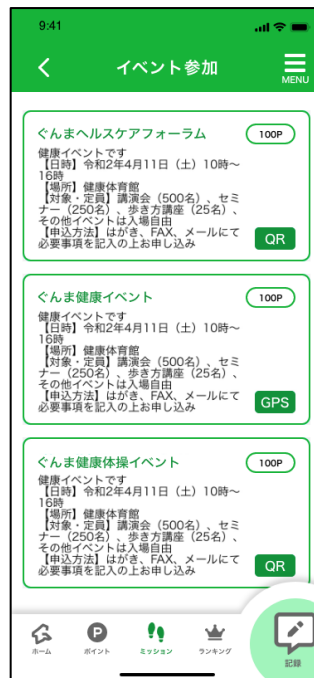 9:41
イベント参加
MENU
ぐんまヘルスケアフォーラム
100P
健康イベントです
【日時】令和2年4月11日（土）10時～
16時
【場所】健康体育館
【対象・定員】講演会（500名）、セミ
ナー（250名）、歩き方講座（25名）、
その他イベントは入場自由
【申込方法】はがき、FAX、メールにて
必要事項を記入の上お申し込み
QR
ぐんま健康イベント
100P
健康イベントです
【日時】令和2年4月11日（土）10時～
16時
【場所】健康体育館
【対象・定員】講演会（500名）、セミ
ナー（250名）、歩き方講座（25名）、
その他イベントは入場自由
【申込方法】はがき、FAX、メールにて
必要事項を記入の上お申し込み
GPS
ぐんま健康体操イベント
100P
健康イベントです
【日時】令和2年4月11日（土）10時～
16時
【場所】健康体育館
【対象・定員】講演会（500名）、セミ
ナー（250名）、歩き方講座（25名）、
その他イベントは入場自由
【申込方法】はがき、FAX、メールにて
必要事項を記入の上お申し込み
QR
P
ホーム
ポイント
ミッション
ランキング
記録